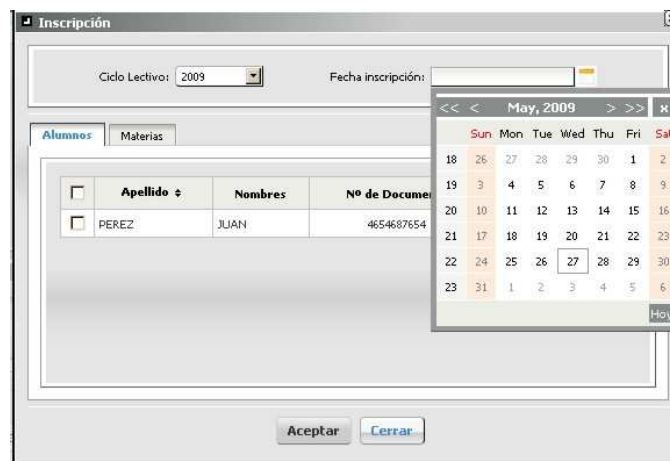 Inscripción
Ciclo Lectivo: 2009 Fecha inscripción:
<< < May, 2009 > >> x
Alumnos Materias
Sun Mon Tue Wed Thu Fri Sat
18 26 27 28 29 30 1 2
19 3 4 5 6 7 8 9
20 10 11 12 13 14 15 16
21 17 18 19 20 21 22 23
22 24 25 26 27 28 29 30
23 31 1 2 3 4 5 6
Hoy
Apellido Nombres Nº de Documen
PEREZ JUAN 4654687654
Aceptar Cerrar